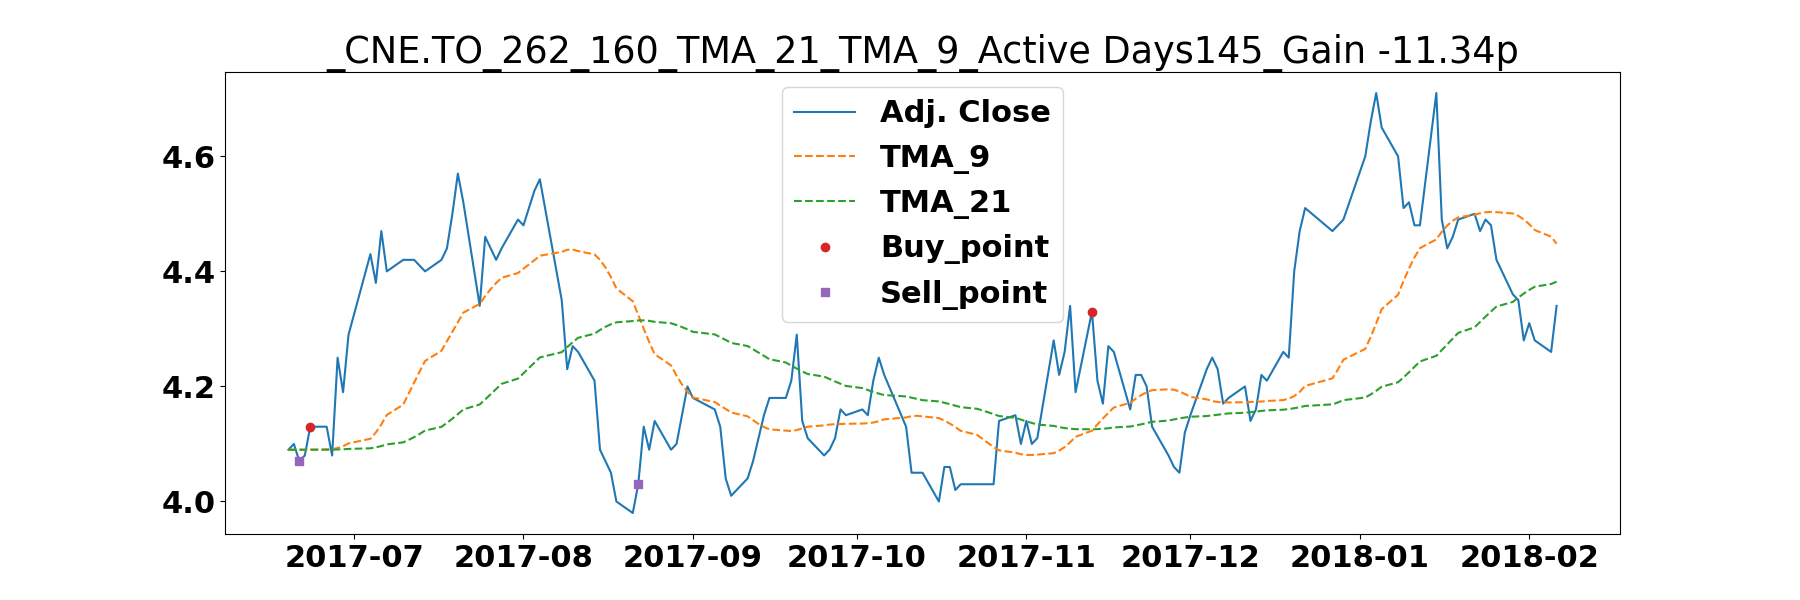 _CNE.TO_262_160_TMA_21_TMA_9_Active Days145_Gain -11.34p
Adj. Close
TMA_9
TMA_21
Buy_point
Sell_point
4.6
4.4
4.2
4.0
2017-07 2017-08 2017-09 2017-10 2017-11 2017-12 2018-01 2018-02